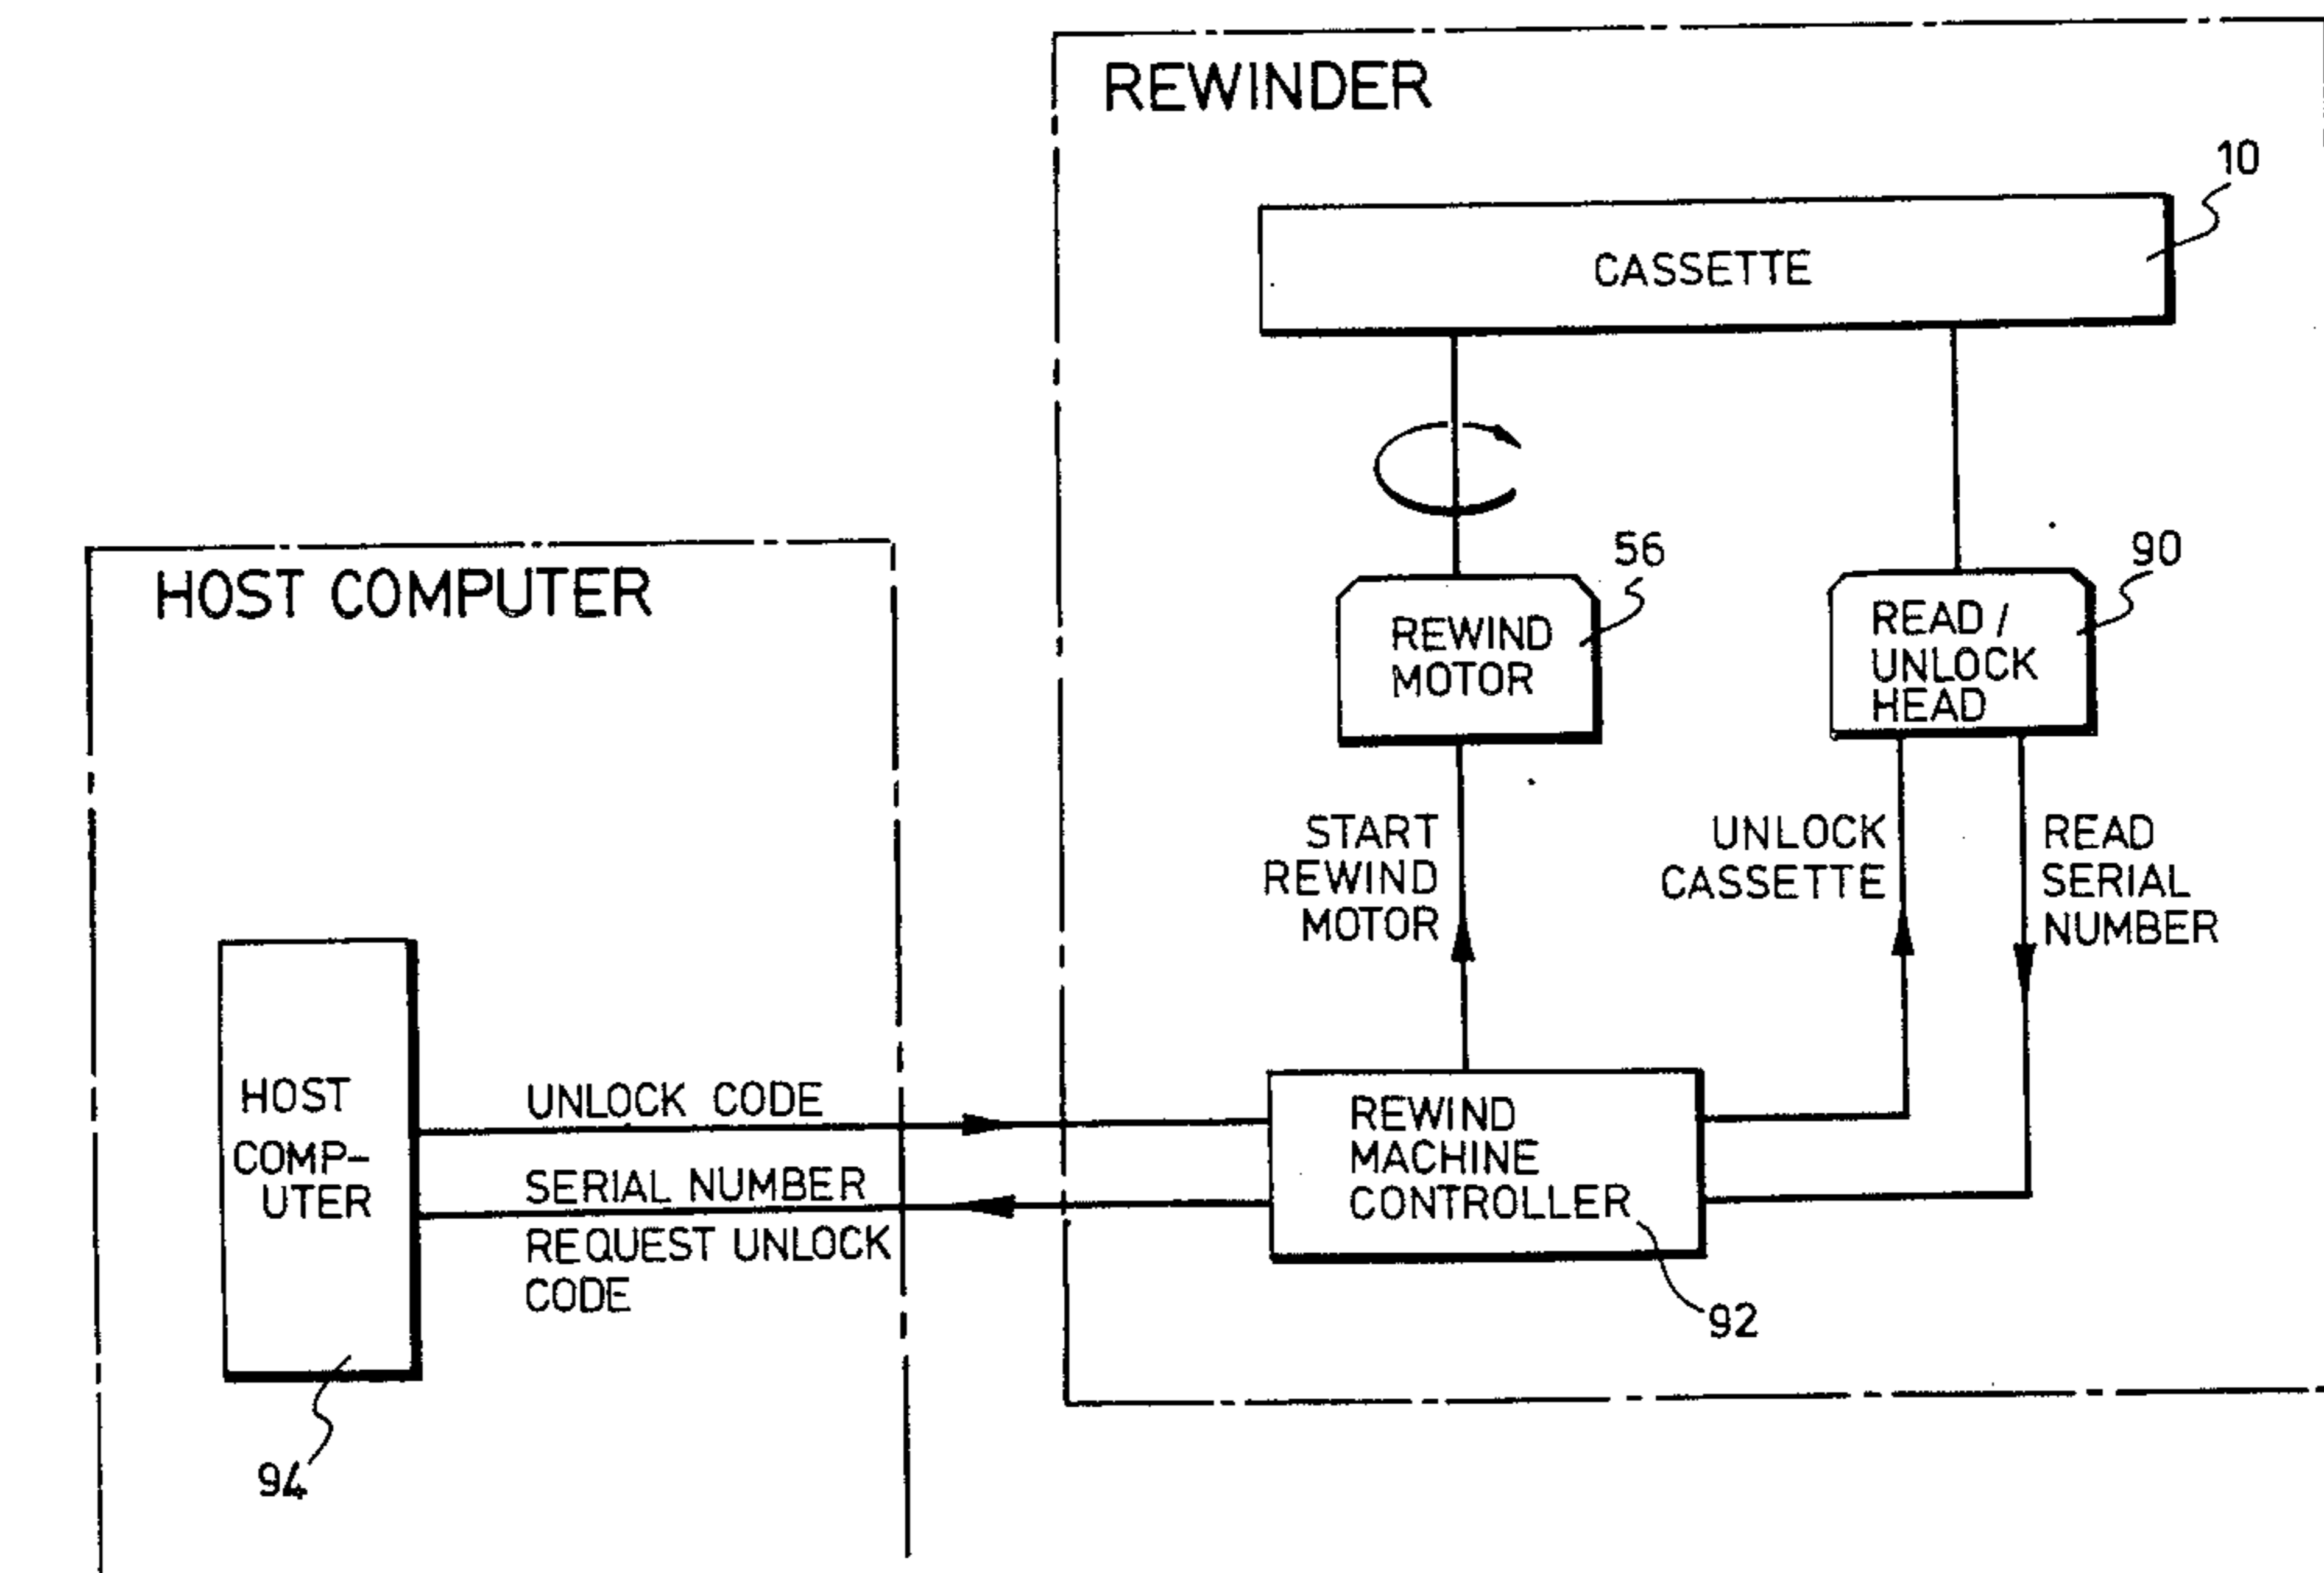 REWINDER
10
CASSETTE
56
90
HOST COMPUTER
REWIND
MOTOR
READ /
UNLOCK
HEAD
START
REWIND
MOTOR
UNLOCK
CASSETTE
READ
SERIAL
NUMBER
HOST
COMP-
UTER
UNLOCK CODE
SERIAL NUMBER
REQUEST UNLOCK
CODE
REWIND
MACHINE
CONTROLLER
92
94